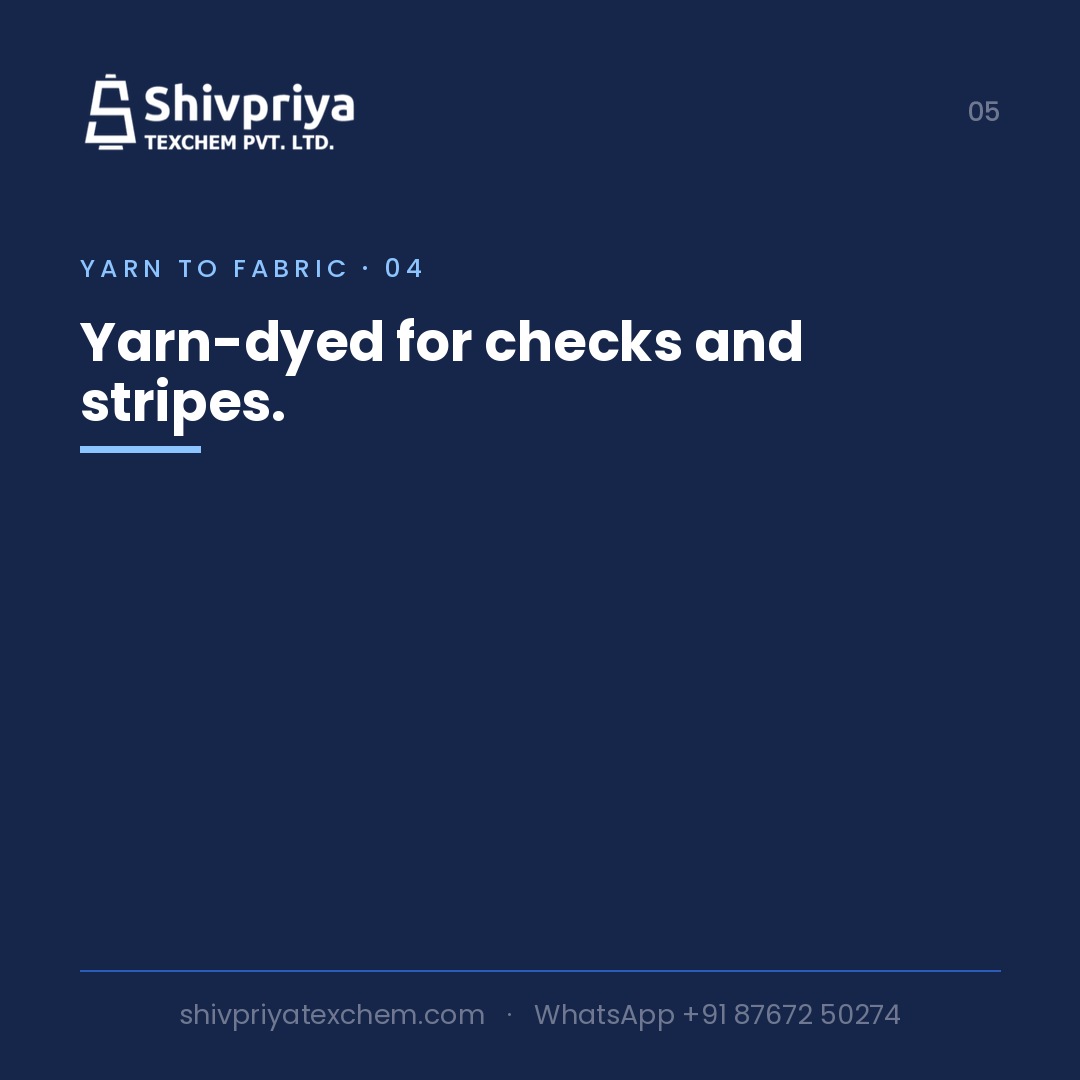 Shivpriya
TEXCHEM PVT. LTD.
05
YARN TO FABRIC · 04
Yarn-dyed for checks and
stripes.
shivpriyatexchem.com · WhatsApp +91 87672 50274